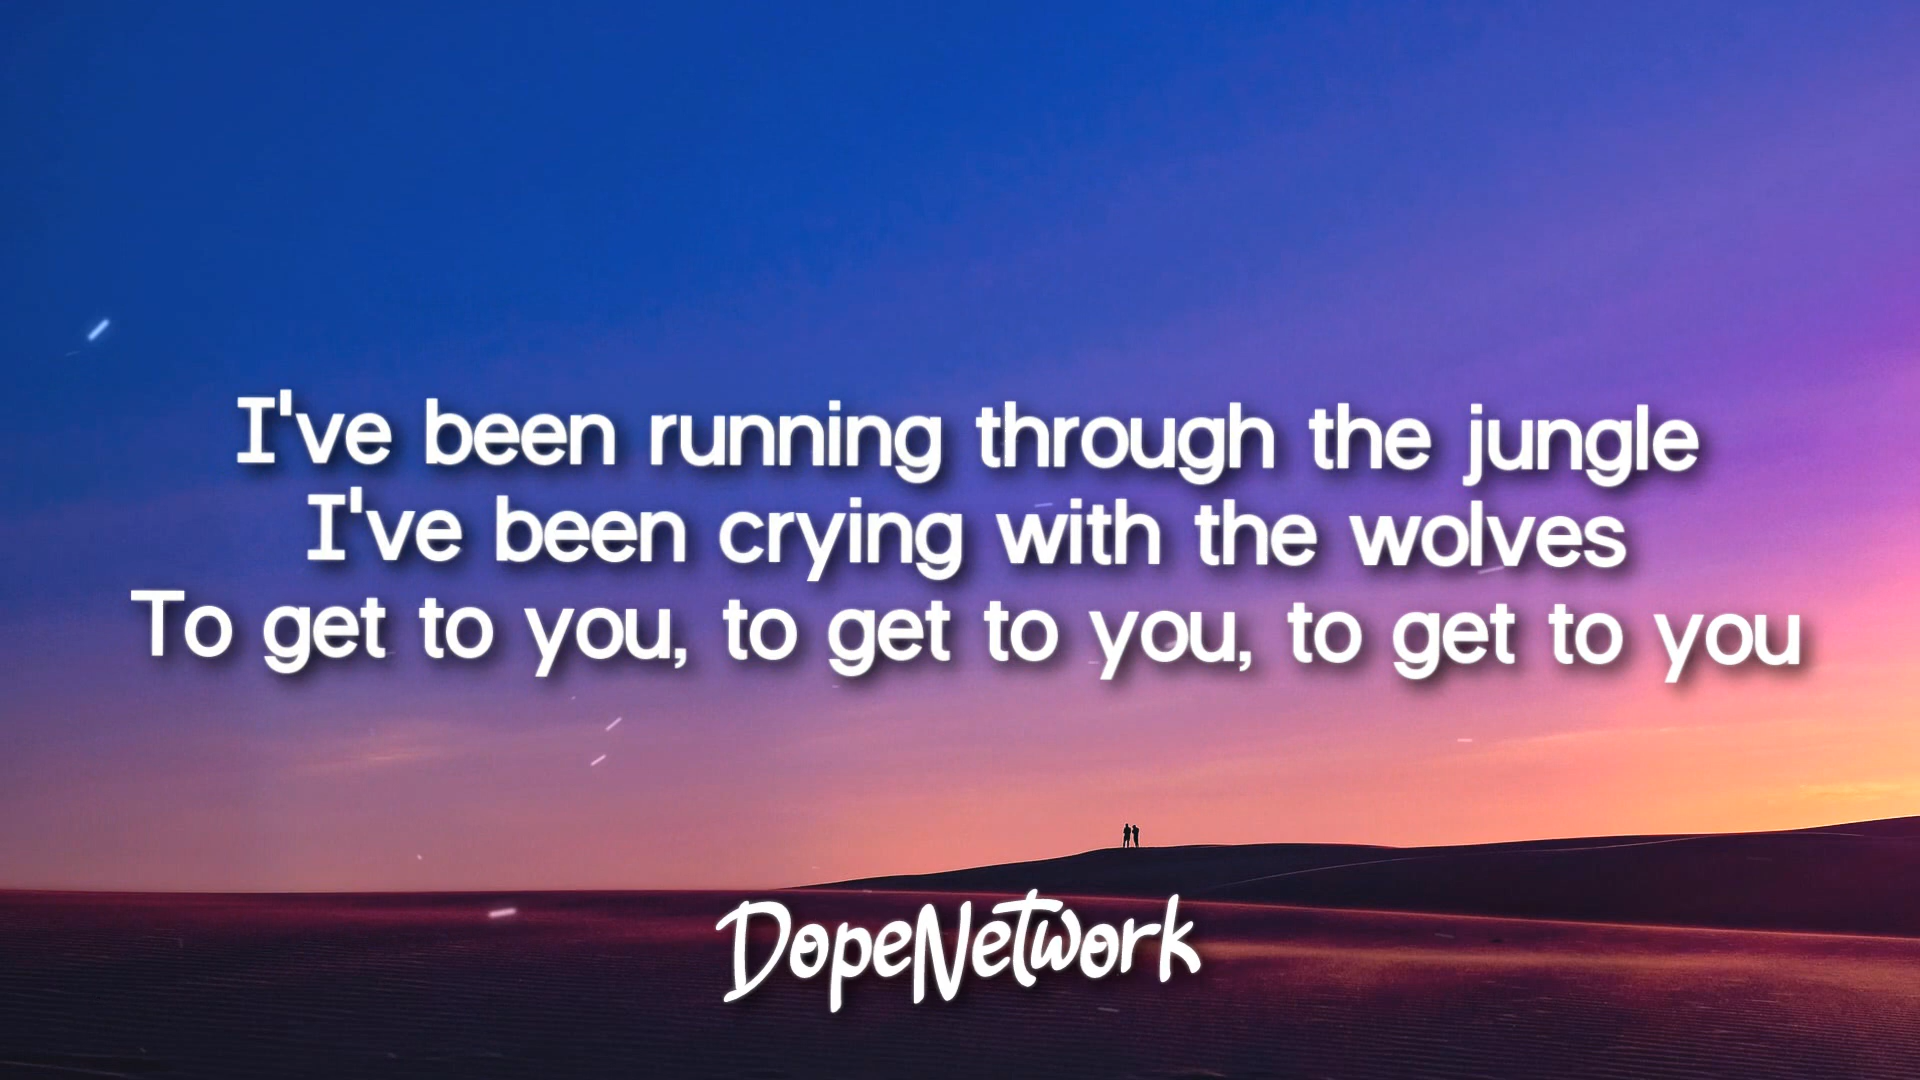 I've been running through the jungle
I've been crying with the wolves
To get to you, to get to you, to get to you
DopeNetwork